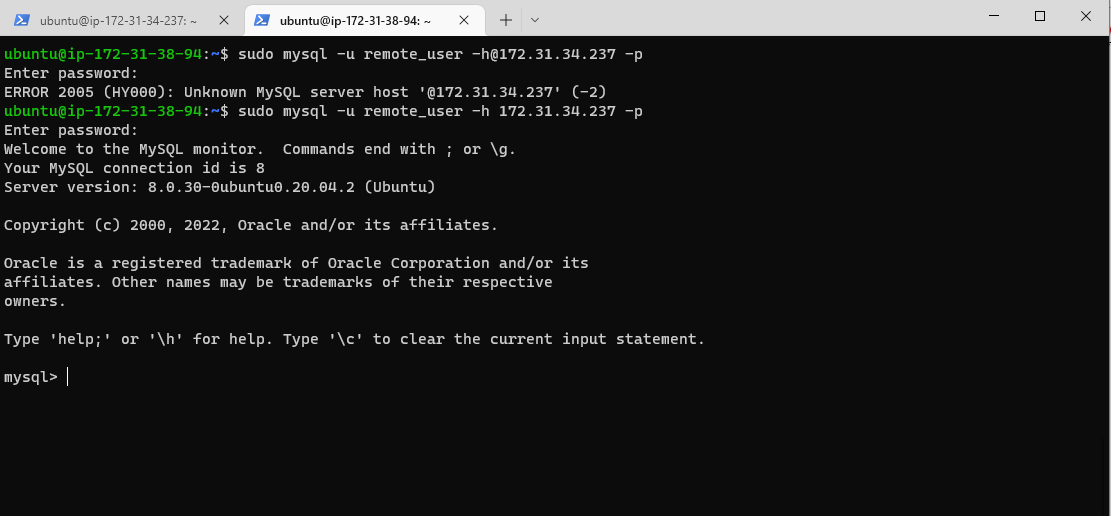 ubuntu@ip-172-31-34-237: ~
ubuntu@ip-172-31-38-94: ~
ubuntu@ip-172-31-38-94:~$ sudo mysql -u remote_user -h@172.31.34.237 -p
Enter password:
ERROR 2005 (HY000): Unknown MySQL server host '@172.31.34.237' (-2)
ubuntu@ip-172-31-38-94:~$ sudo mysql -u remote_user -h 172.31.34.237 -p
Enter password:
Welcome to the MySQL monitor.  Commands end with ; or \g.
Your MySQL connection id is 8
Server version: 8.0.30-0ubuntu0.20.04.2 (Ubuntu)
Copyright (c) 2000, 2022, Oracle and/or its affiliates.
Oracle is a registered trademark of Oracle Corporation and/or its
affiliates. Other names may be trademarks of their respective
owners.
Type 'help;' or '\h' for help. Type '\c' to clear the current input statement.
mysql>